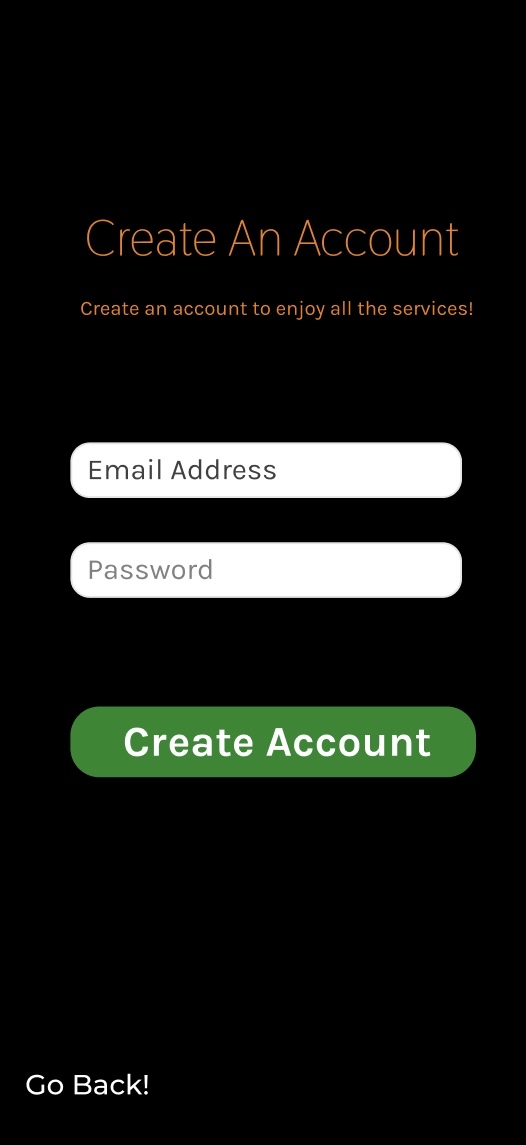 Create An Account
Create an account to enjoy all the services!
Email Address
Password
Create Account
Go Back!